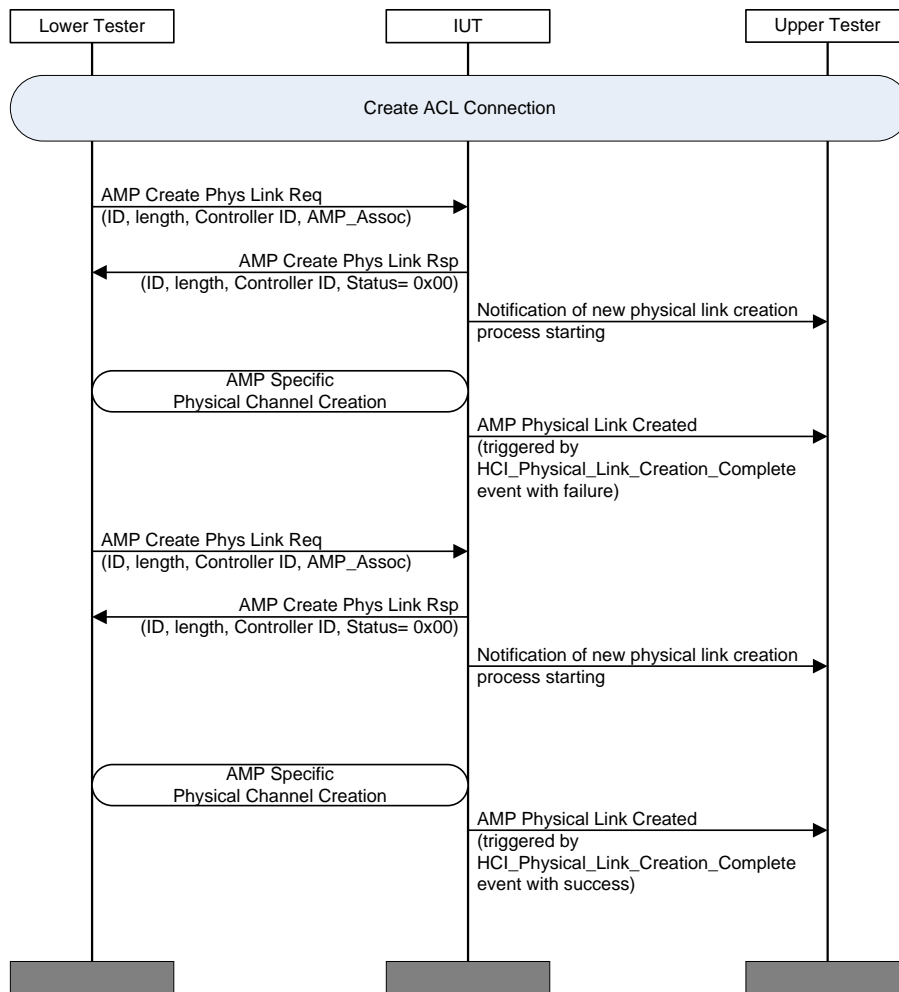 Lower Tester
IUT
Upper Tester
Create ACL Connection
AMP Create Phys Link Req
(ID, length, Controller ID, AMP_Assoc)
AMP Create Phys Link Rsp
(ID, length, Controller ID, Status= 0x00)
Notification of new physical link creation
process starting
AMP Specific
Physical Channel Creation
AMP Physical Link Created
(triggered by
HCI_Physical_Link_Creation_Complete
event with failure)
AMP Create Phys Link Req
(ID, length, Controller ID, AMP_Assoc)
AMP Create Phys Link Rsp
(ID, length, Controller ID, Status= 0x00)
Notification of new physical link creation
process starting
AMP Specific
Physical Channel Creation
AMP Physical Link Created
(triggered by
HCI_Physical_Link_Creation_Complete
event with success)